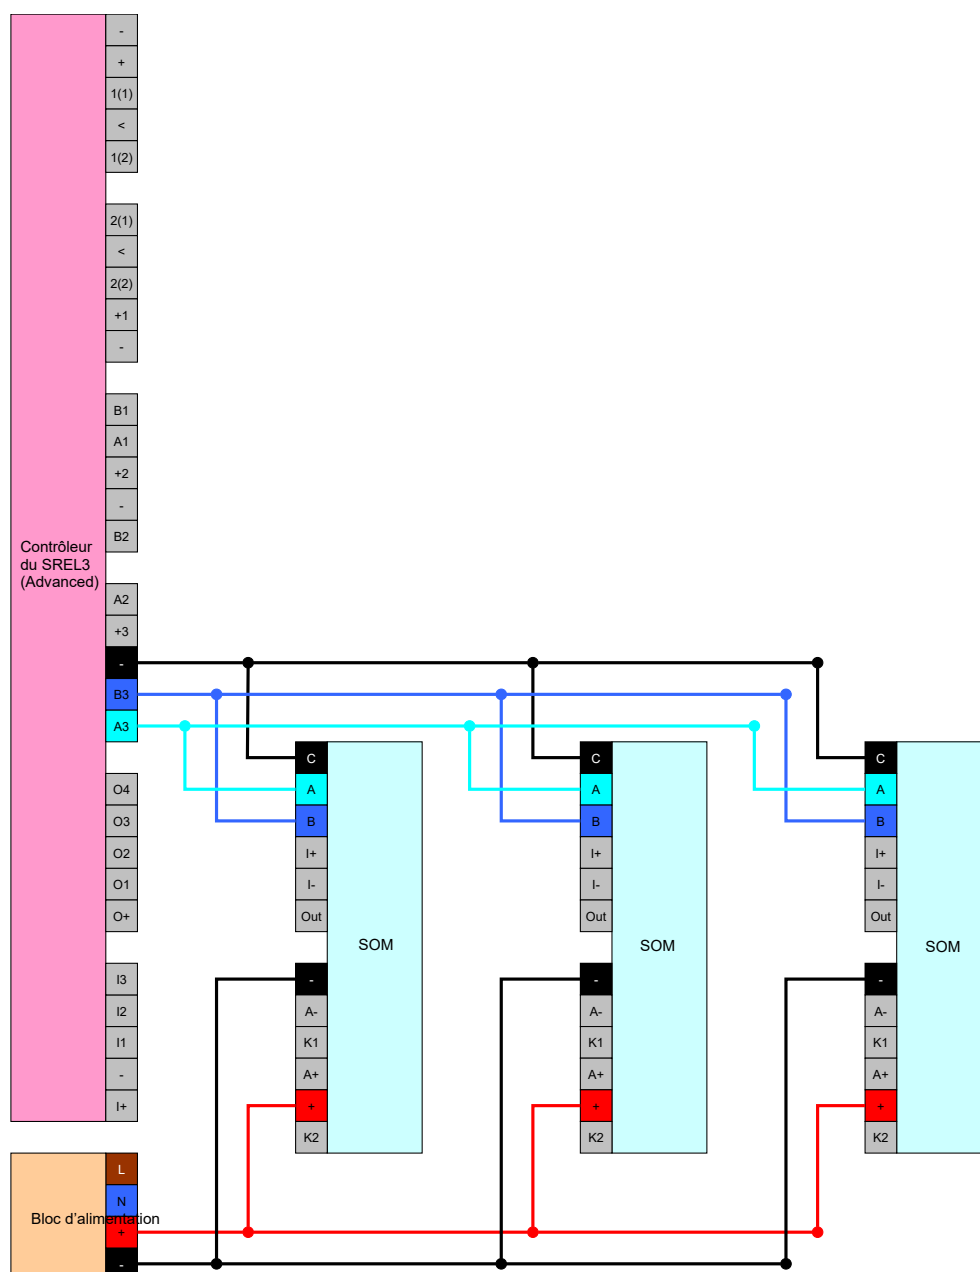 -
+
1(1)
<
1(2)
2(1)
<
2(2)
+1
-
B1
A1
+2
-
B2
Contrôleur
du SREL3
(Advanced)
A2
+3
-
B3
A3
O4
O3
O2
O1
O+
I3
I2
I1
-
I+
C
A
B
I+
I-
Out
SOM
-
A-
K1
A+
+
K2
C
A
B
I+
I-
Out
SOM
-
A-
K1
A+
+
K2
C
A
B
I+
I-
Out
SOM
-
A-
K1
A+
+
K2
L
N
Bloc d'alimentation
+
-